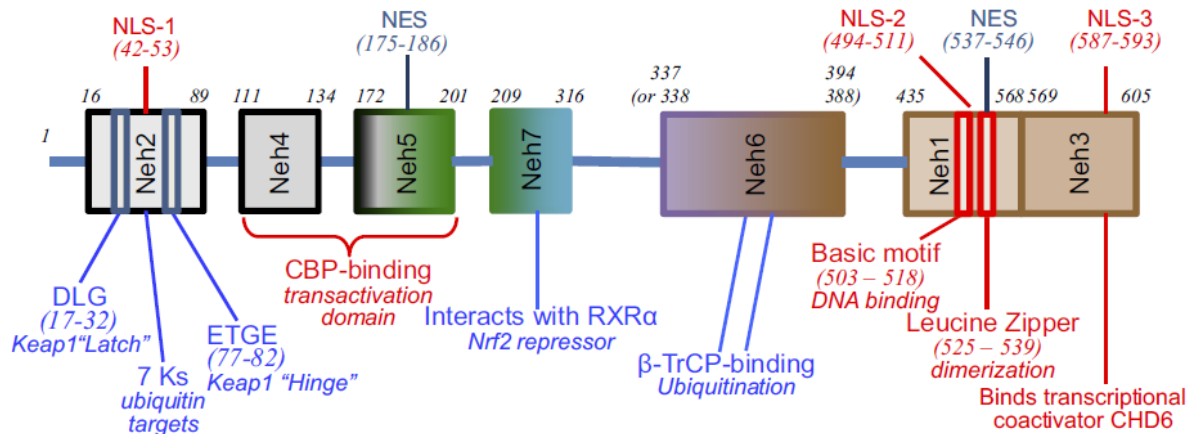 NLS-1
(42-53)
NES
(175-186)
NLS-2
(494-511)
NES
(537-546)
NLS-3
(587-593)
1
16
89
111
134
172
201
209
316
337
(or 338
394
388)
435
568
569
605
Neh2
Neh4
Neh5
Neh7
Neh6
Neh1
Neh3
DLG
(17-32)
Keap1“Latch”
7 Ks
ubiquitin
targets
ETGE
(77-82)
Keap1 “Hinge”
CBP-binding
transactivation
domain
Interacts with RXRα
Nrf2 repressor
β-TrCP-binding
Ubiquitination
Basic motif
(503 – 518)
DNA binding
Leucine Zipper
(525 – 539)
dimerization
Binds transcriptional
coactivator CHD6